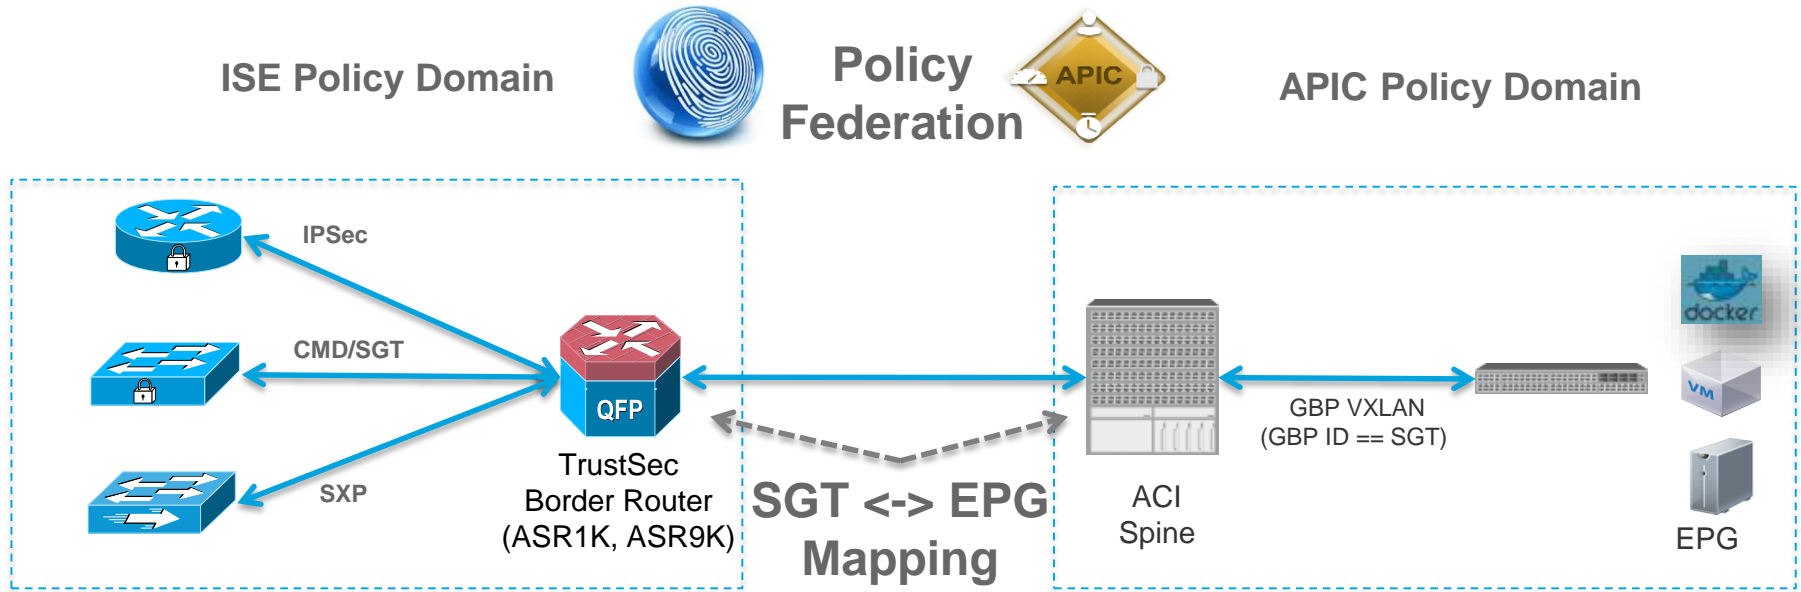 ISE Policy Domain
Policy
Federation
APIC
APIC Policy Domain
IPSec
CMD/SGT
SXP
QFP
TrustSec
Border Router
(ASR1K, ASR9K)
SGT <-> EPG
Mapping
ACI
Spine
GBP VXLAN
(GBP ID == SGT)
docker
VM
EPG